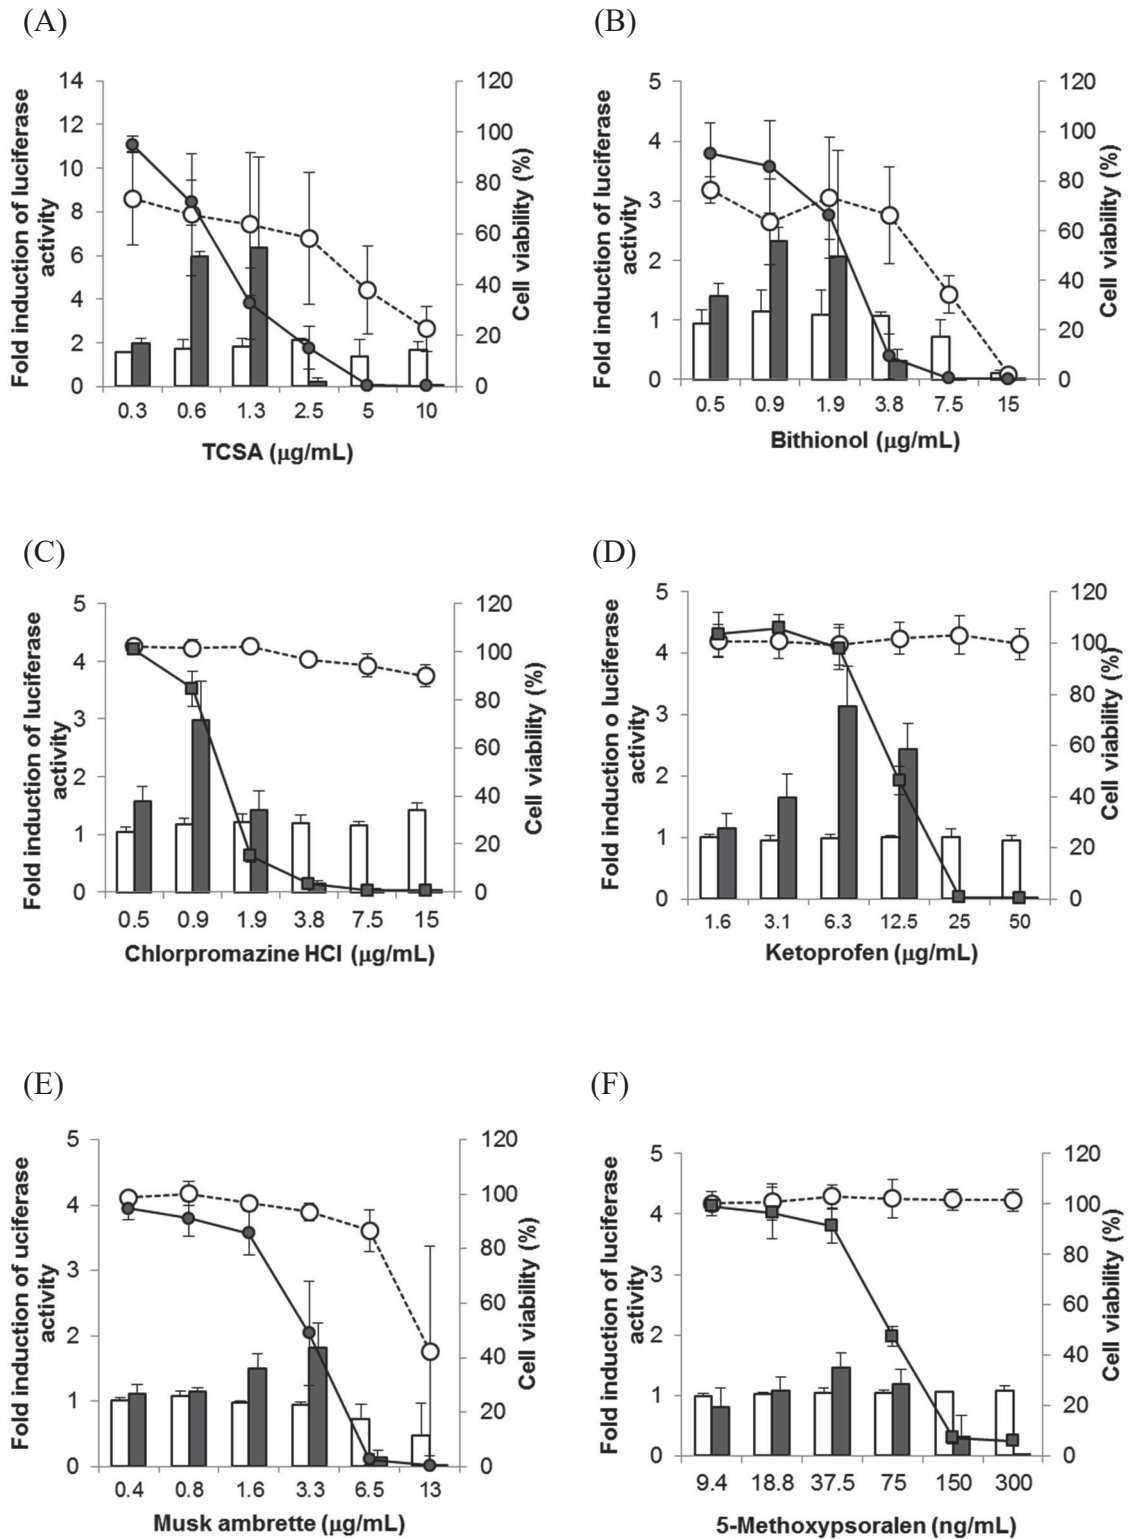 (A)
14
12
10
8
6
4
2
0
120
100
80
60
40
20
0
Fold induction of luciferase
activity
Cell viability (%)
0.3 0.6 1.3 2.5 5 10
TCSA (μg/mL)
(B)
5
4
3
2
1
0
120
100
80
60
40
20
0
Fold induction of luciferase
activity
Cell viability (%)
0.5 0.9 1.9 3.8 7.5 15
Bithionol (μg/mL)
(C)
5
4
3
2
1
0
120
100
80
60
40
20
0
Fold induction of luciferase
activity
Cell viability (%)
0.5 0.9 1.9 3.8 7.5 15
Chlorpromazine HCl (μg/mL)
(D)
5
4
3
2
1
0
120
100
80
60
40
20
0
Fold induction o luciferase
activity
Cell viability (%)
1.6 3.1 6.3 12.5 25 50
Ketoprofen (μg/mL)
(E)
5
4
3
2
1
0
120
100
80
60
40
20
0
Fold induction of uciferase
activity
Cell viability (%)
0.4 0.8 1.6 3.3 6.5 13
Musk ambrette (μg/mL)
(F)
5
4
3
2
1
0
120
100
80
60
40
20
0
Fold induction of luciferase
activity
Cell viability (%)
9.4 18.8 37.5 75 150 300
5-Methoxypsoralen (ng/mL)